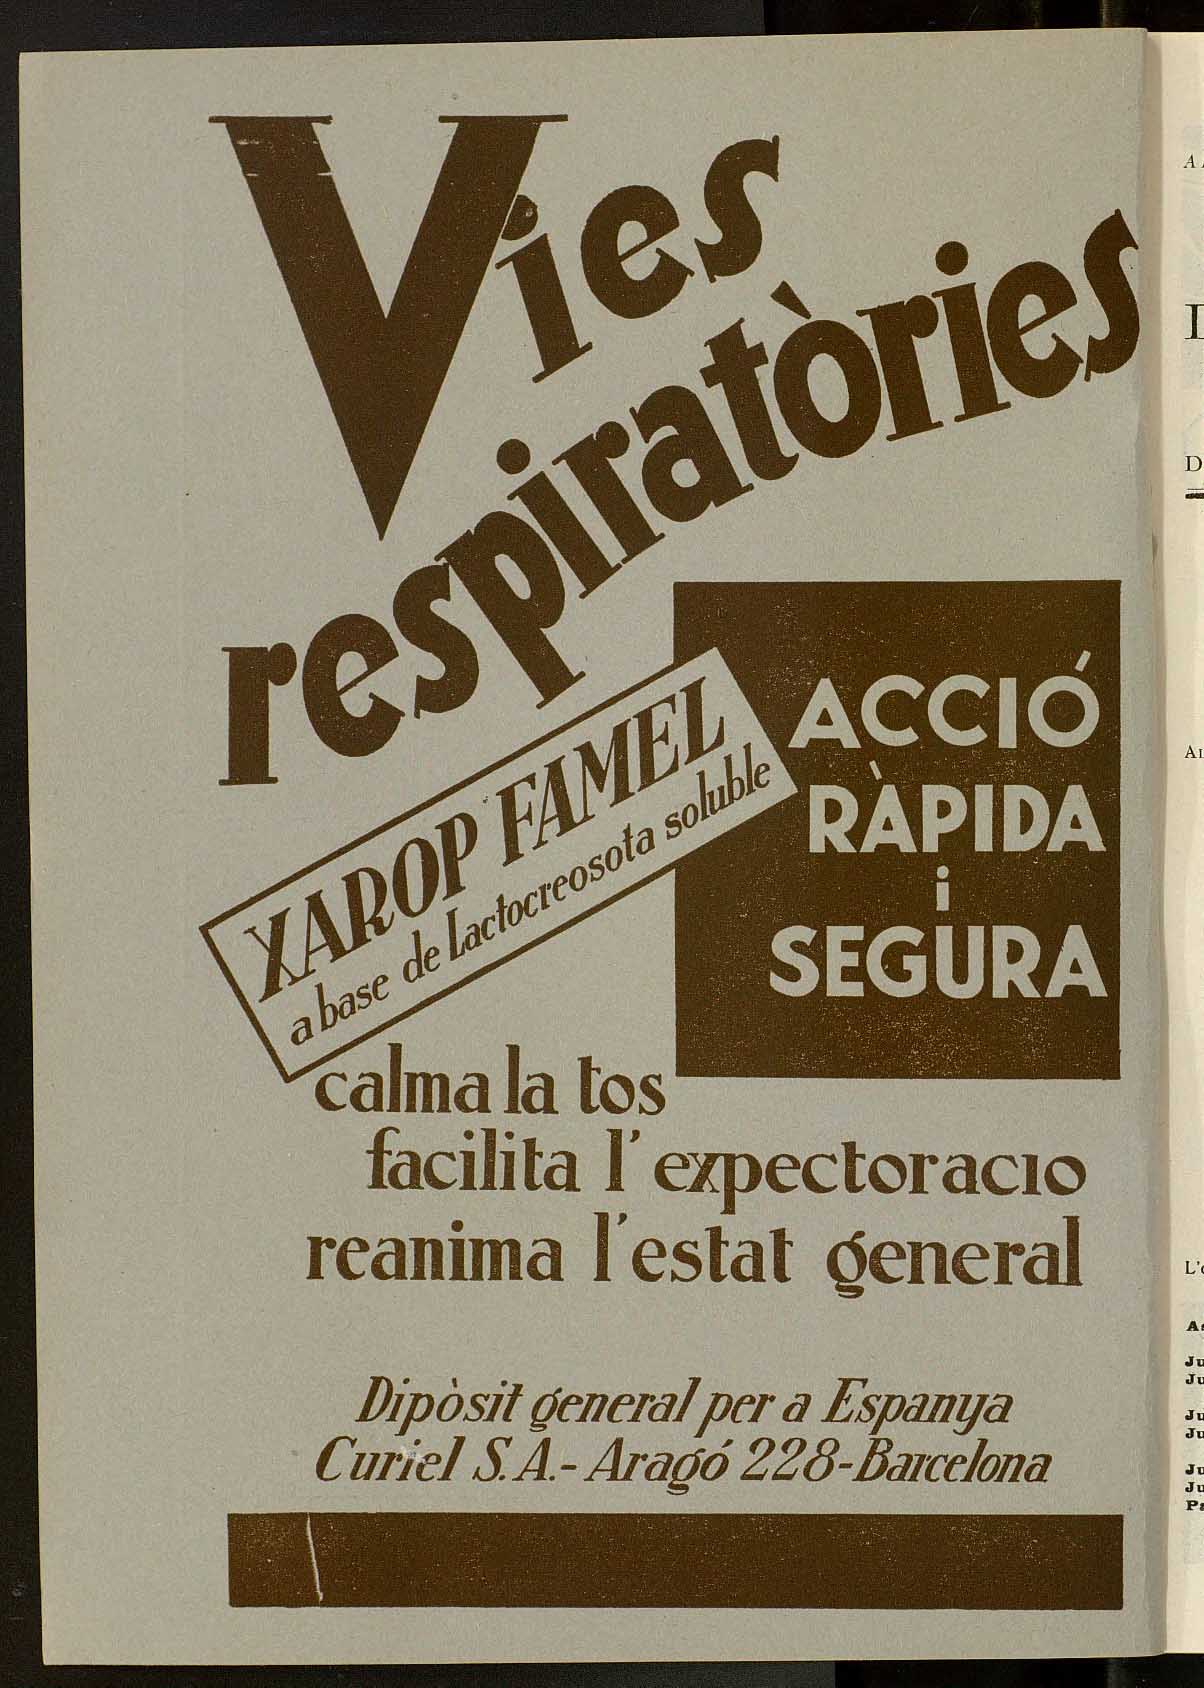 Vies
respiratòries
XAROP FAMEL
a base de Lactocreosota soluble
ACCIÓ
RÀPIDA
i
SEGURA
calma la tos
facilita l'expectoracio
reanima l'estat general
Dipòsit general per a Espanya
Curiel S.A.- Aragó 228-Barcelona